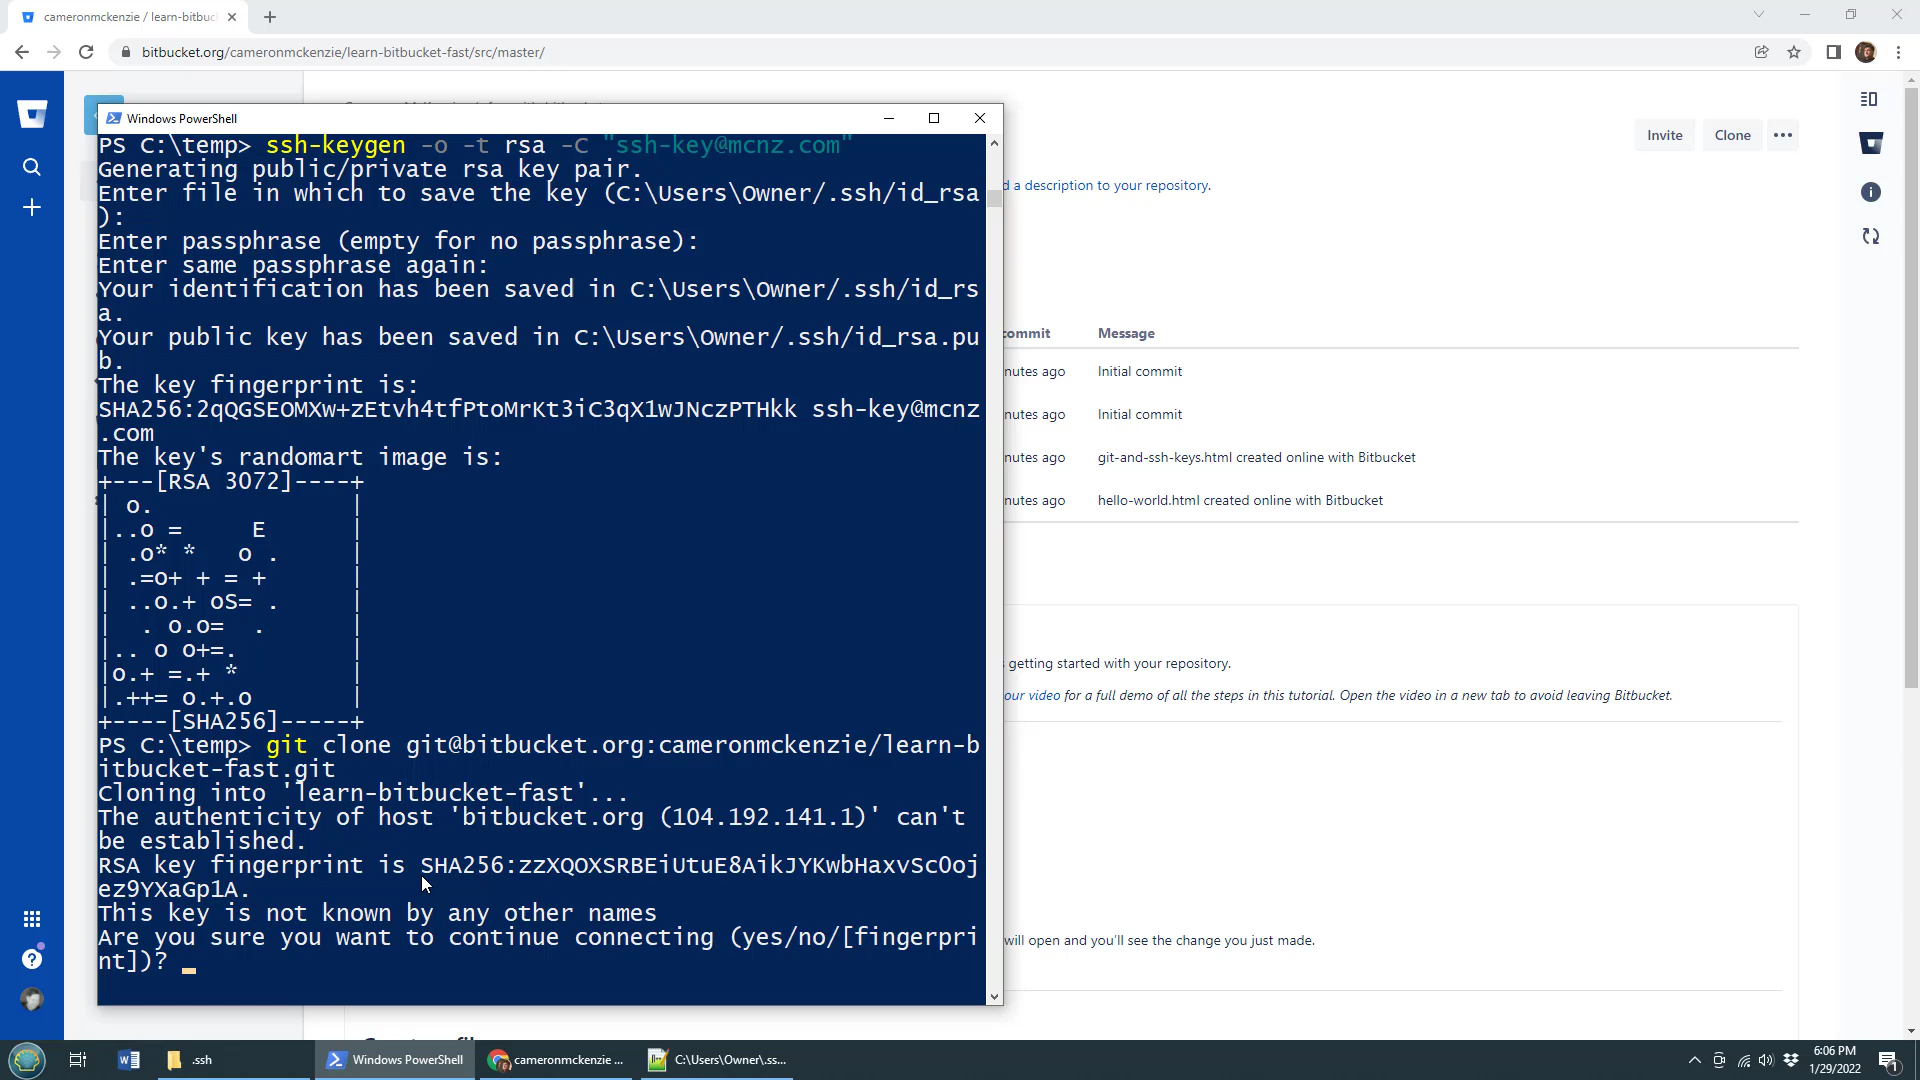 cameronmckenzie / learn-bitbuc
bitbucket.org/cameronmckenzie/learn-bitbucket-fast/src/master/
Windows PowerShell
PS C:\temp> ssh-keygen -o -t rsa -C "ssh-key@mcnz.com"
Generating public/private rsa key pair.
Enter file in which to save the key (C:\Users\Owner/.ssh/id_rsa
):
Enter passphrase (empty for no passphrase):
Enter same passphrase again:
Your identification has been saved in C:\Users\Owner/.ssh/id_rs
a.
Your public key has been saved in C:\Users\Owner/.ssh/id_rsa.pu
b.
The key fingerprint is:
SHA256:2qQGSEOMXw+zEtvh4tfPtoMrKt3iC3qX1wJNczPTHkk ssh-key@mcnz
.com
The key's randomart image is:
+---[RSA 3072]----+
| o.              |
|..o =     E      |
| .o* *   o .     |
| .=o+ + = +      |
| ..o.+ oS= .     |
|  . o.o=  .      |
|.. o o+=.        |
|o.+ =.+ *        |
|.++= o.+.o       |
+----[SHA256]-----+
PS C:\temp> git clone git@bitbucket.org:cameronmckenzie/learn-b
itbucket-fast.git
Cloning into 'learn-bitbucket-fast'...
The authenticity of host 'bitbucket.org (104.192.141.1)' can't
be established.
RSA key fingerprint is SHA256:zzXQOXSRBEiUtuE8AikJYKwbHaxvSc0oj
ez9YXaGp1A.
This key is not known by any other names
Are you sure you want to continue connecting (yes/no/[fingerpri
nt])?
Invite
Clone
d a description to your repository.
commit Message
nutes ago Initial commit
nutes ago Initial commit
nutes ago git-and-ssh-keys.html created online with Bitbucket
nutes ago hello-world.html created online with Bitbucket
getting started with your repository.
our video for a full demo of all the steps in this tutorial. Open the video in a new tab to avoid leaving Bitbucket.
will open and you'll see the change you just made.
.ssh
Windows PowerShell
cameronmckenzie ...
C:\Users\Owner\.ss...
6:06 PM
1/29/2022
1